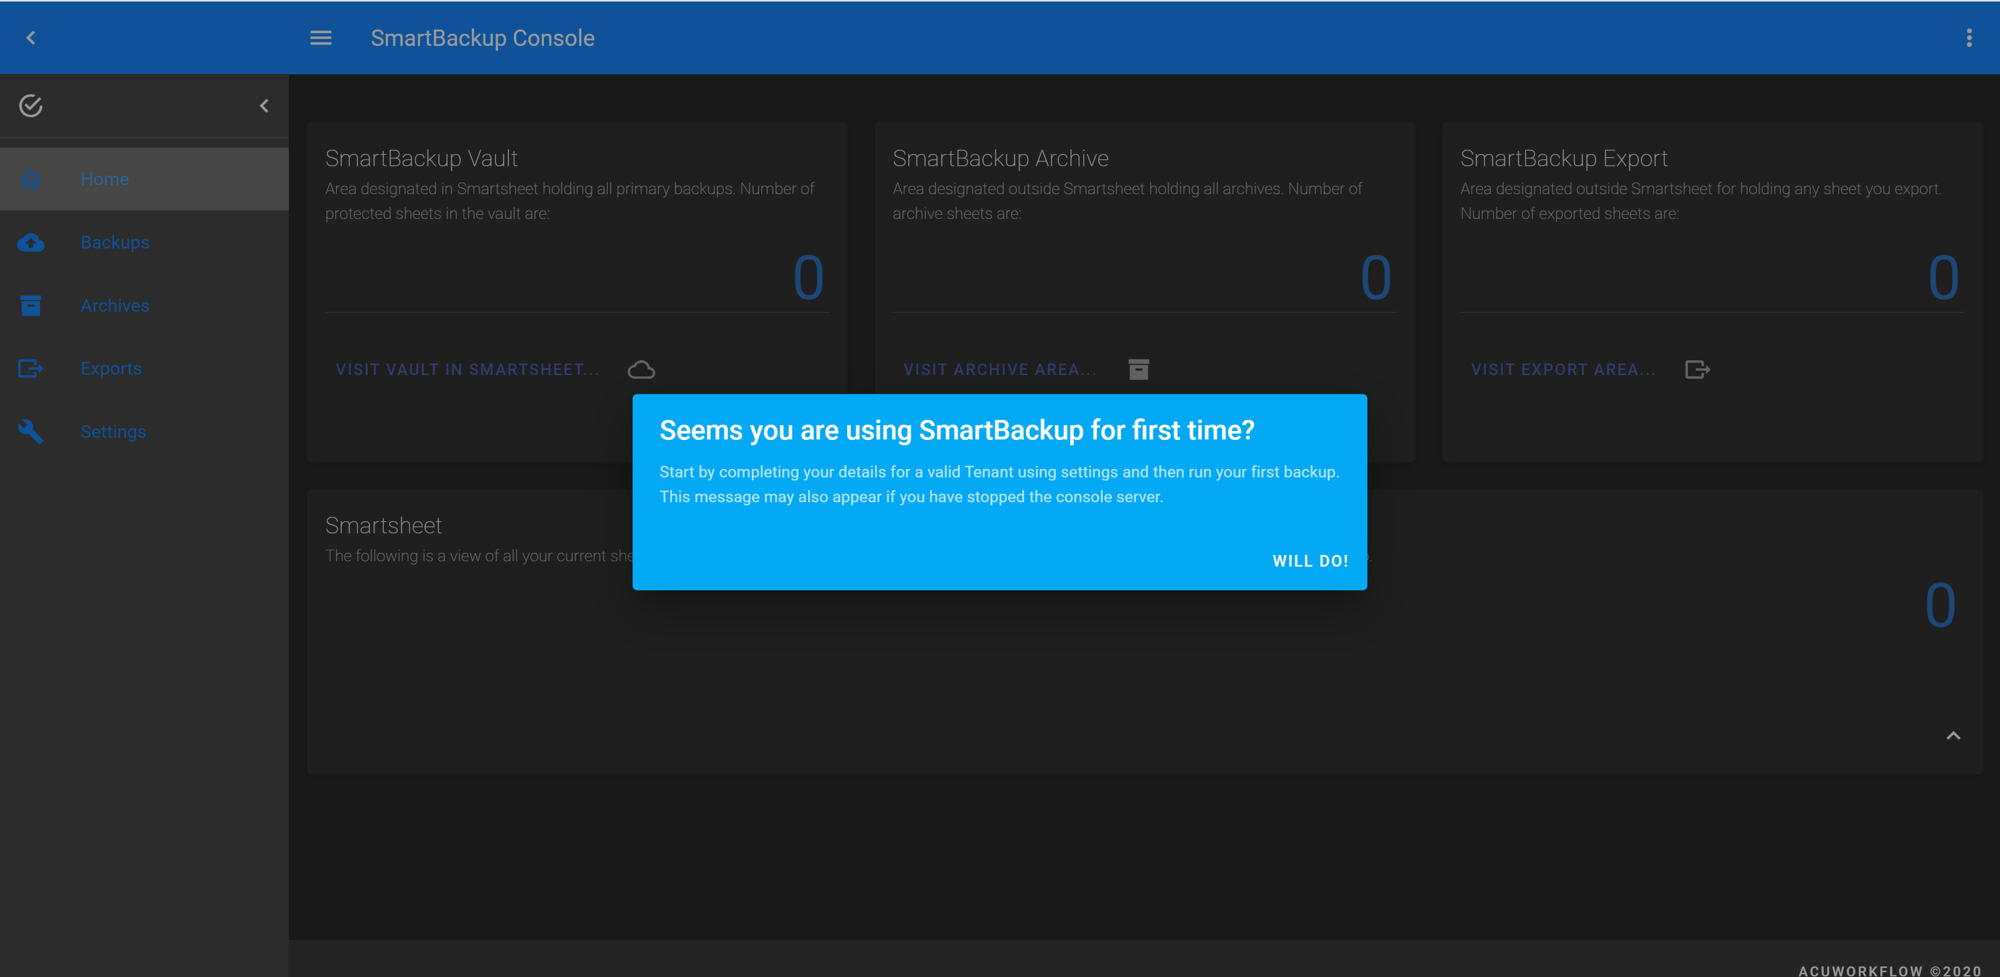 SmartBackup Console
Home
Backups
Archives
Exports
Settings
SmartBackup Vault
Area designated in Smartsheet holding all primary backups. Number of
protected sheets in the vault are:
0
VISIT VAULT IN SMARTSHEET...
SmartBackup Archive
Area designated outside Smartsheet holding all archives. Number of
archive sheets are:
0
VISIT ARCHIVE AREA...
SmartBackup Export
Area designated outside Smartsheet for holding any sheet you export.
Number of exported sheets are:
0
VISIT EXPORT AREA...
Seems you are using SmartBackup for first time?
Start by completing your details for a valid Tenant using settings and then run your first backup.
This message may also appear if you have stopped the console server.
WILL DO!
Smartsheet
The following is a view of all your current
0
ACUWORKFLOW ©2020